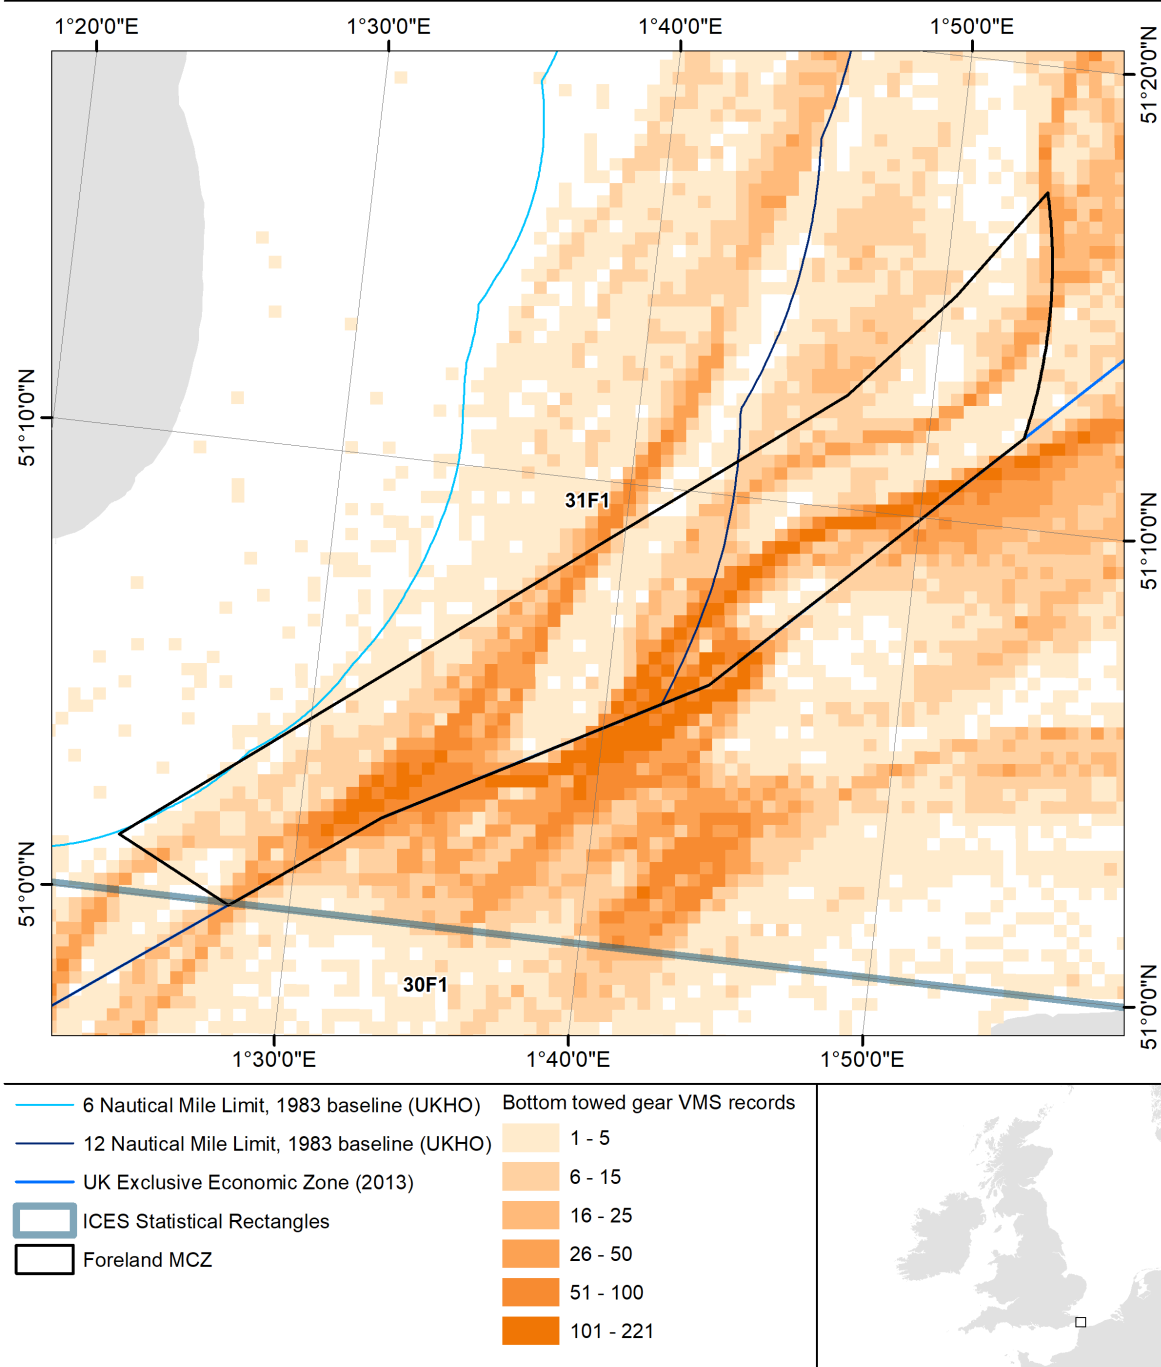 1°20'0"E 1°30'0"E 1°40'0"E 1°50'0"E
51°20'0"N
51°10'0"N
31F1
51°10'0"N
51°0'0"N
30F1
51°0'0"N
1°30'0"E 1°40'0"E 1°50'0"E
6 Nautical Mile Limit, 1983 baseline (UKHO)
12 Nautical Mile Limit, 1983 baseline (UKHO)
UK Exclusive Economic Zone (2013)
ICES Statistical Rectangles
Foreland MCZ
Bottom towed gear VMS records
1 - 5
6 - 15
16 - 25
26 - 50
51 - 100
101 - 221